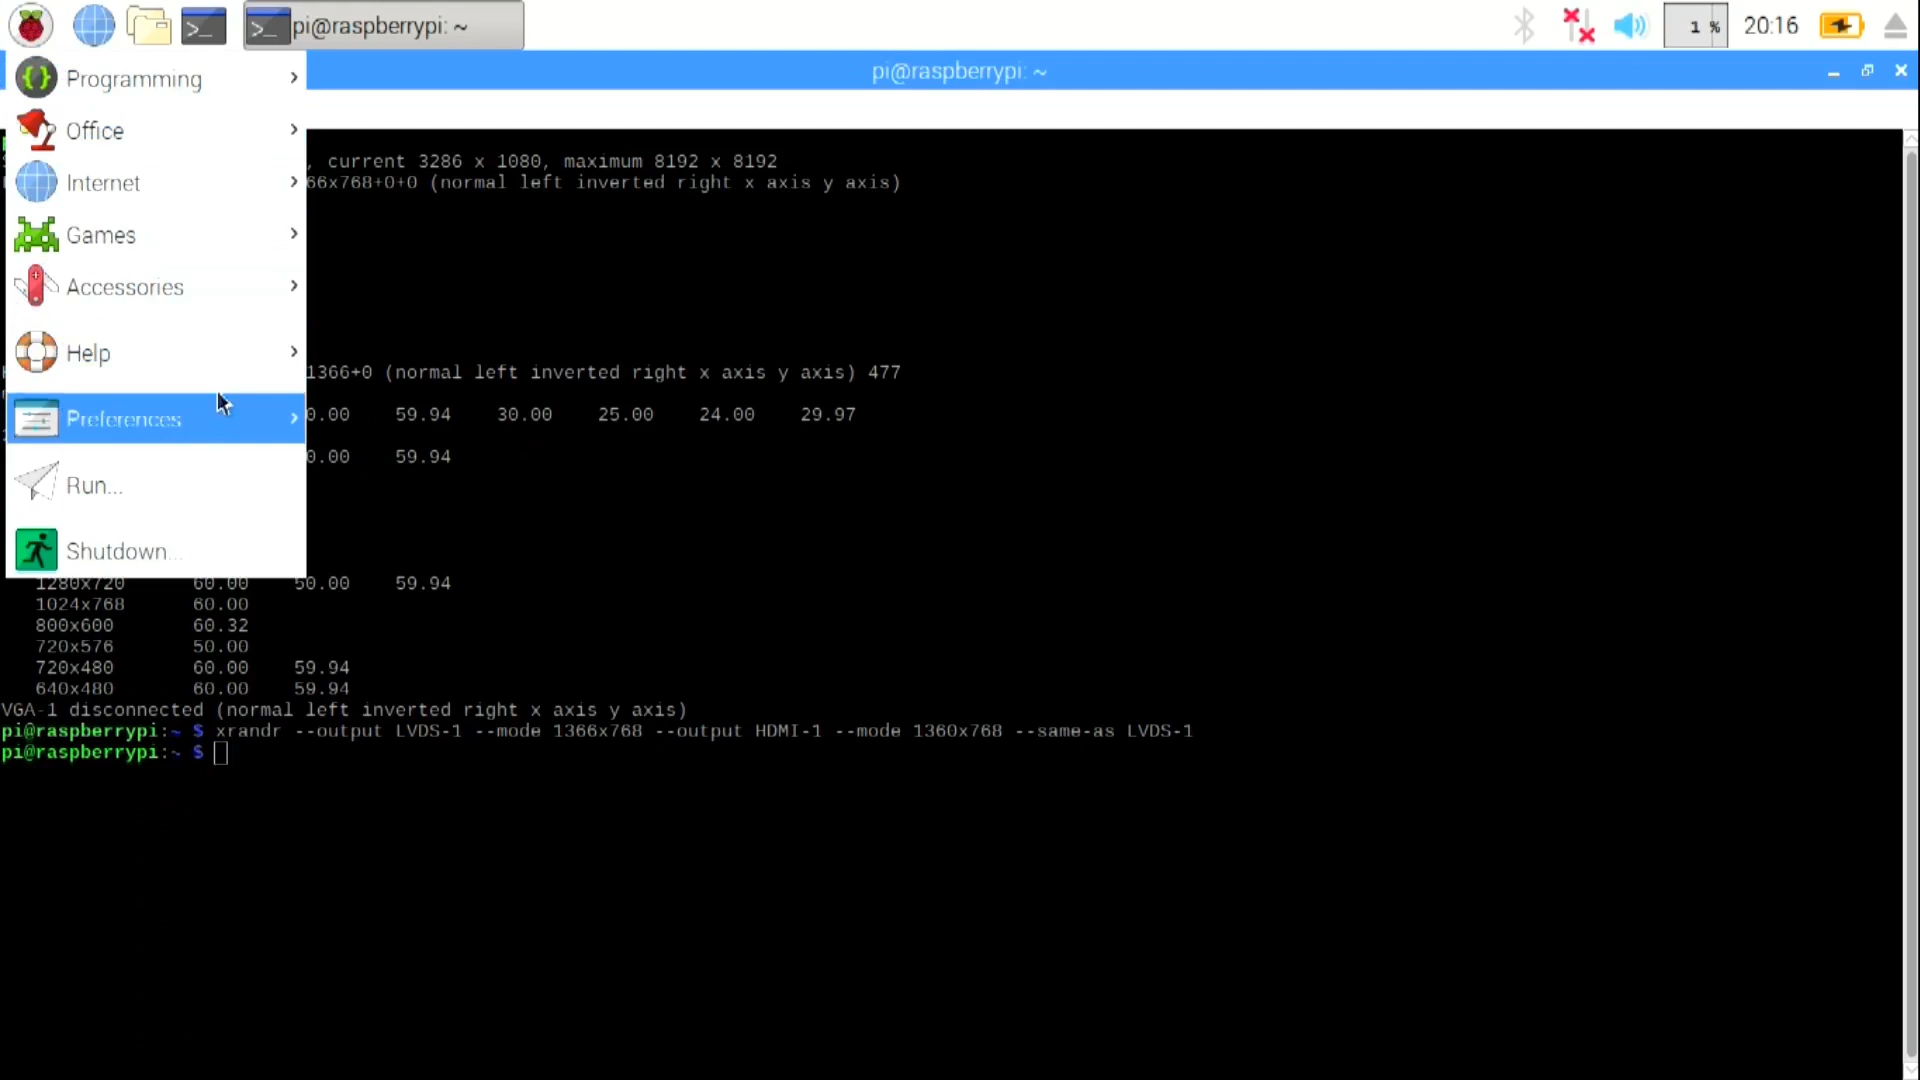 pi@raspberrypi: ~
1 %
20:16
pi@raspberrypi: ~
Programming
Office
, current 3286 x 1080, maximum 8192 x 8192
Internet
66x768+0+0 (normal left inverted right x axis y axis)
Games
Accessories
Help
1366+0 (normal left inverted right x axis y axis) 477
Preferences
0.00 59.94 30.00 25.00 24.00 29.97
0.00 59.94
Run...
Shutdown...
1280x720 60.00 50.00 59.94
1024x768 60.00
800x600 60.32
720x576 50.00
720x480 60.00 59.94
640x480 60.00 59.94
VGA-1 disconnected (normal left inverted right x axis y axis)
pi@raspberrypi:~ $ xrandr --output LVDS-1 --mode 1366x768 --output HDMI-1 --mode 1360x768 --same-as LVDS-1
pi@raspberrypi:~ $